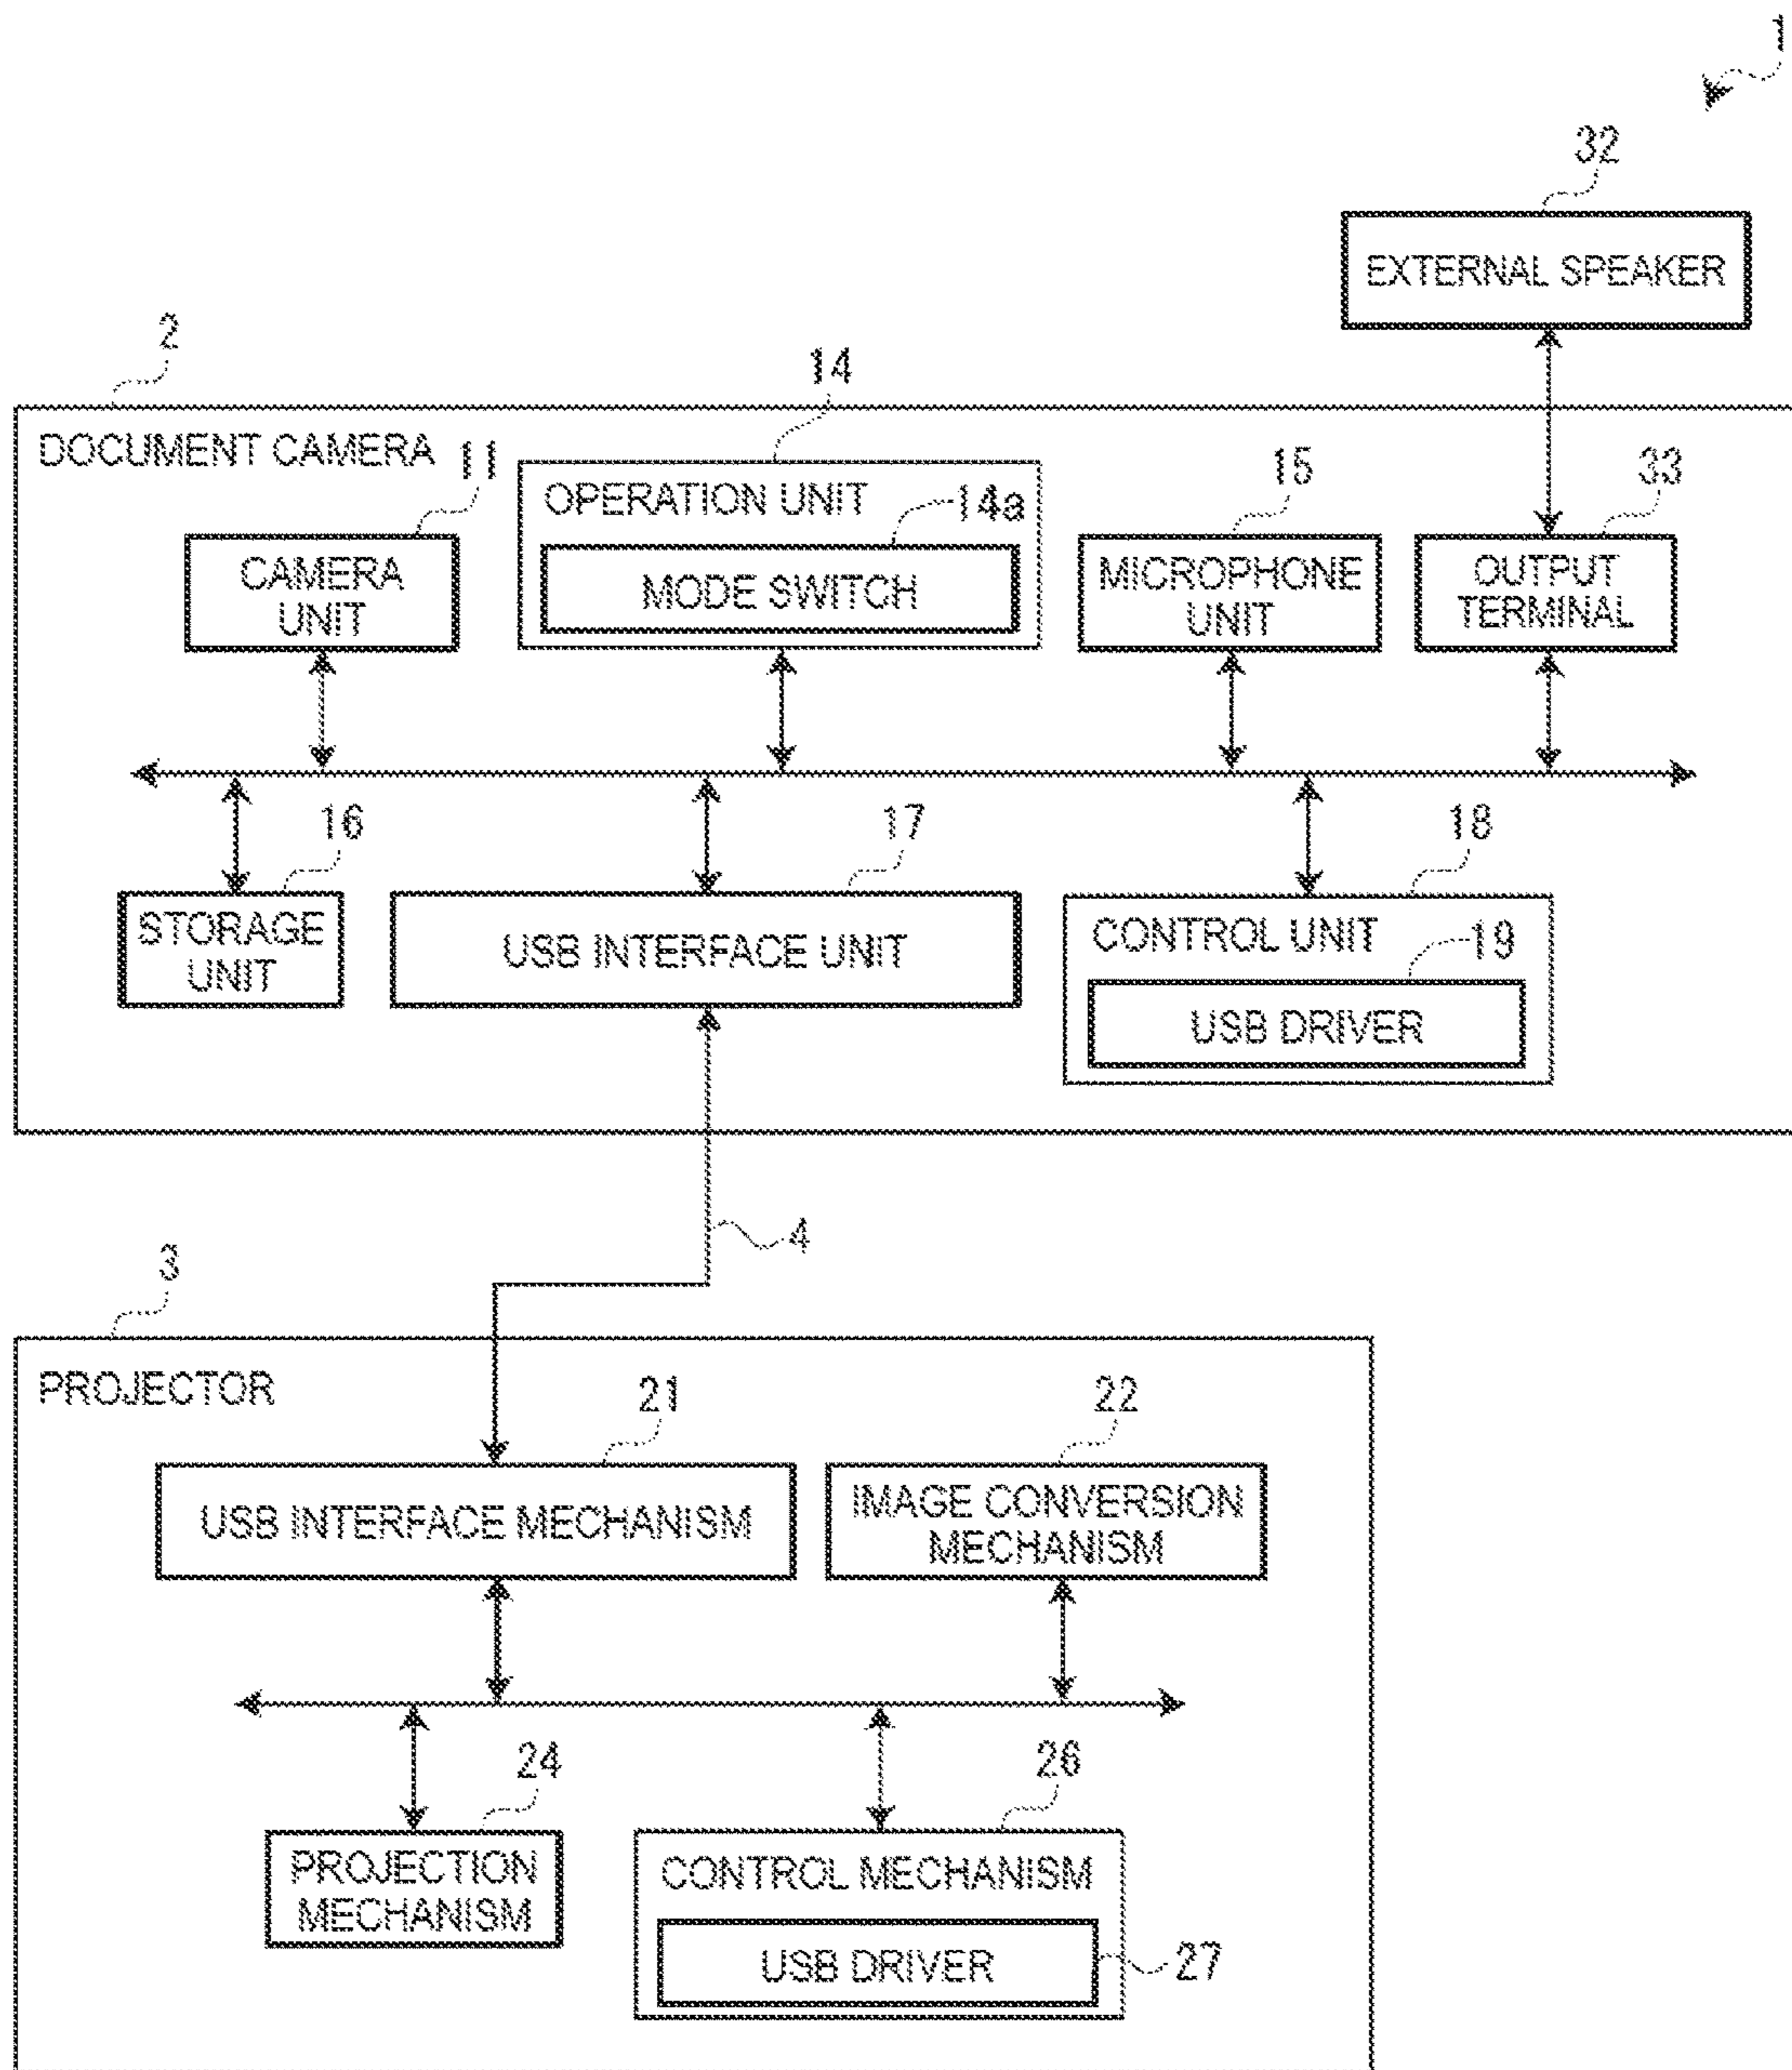 1
32
EXTERNAL SPEAKER
2
14
DOCUMENT CAMERA
11
OPERATION UNIT
14a
15
33
CAMERA
UNIT
MODE SWITCH
MICROPHONE
UNIT
OUTPUT
TERMINAL
16
17
18
STORAGE
UNIT
USB INTERFACE UNIT
CONTROL UNIT
19
USB DRIVER
4
3
PROJECTOR
21
22
USB INTERFACE MECHANISM
IMAGE CONVERSION
MECHANISM
24
26
PROJECTION
MECHANISM
CONTROL MECHANISM
USB DRIVER
27